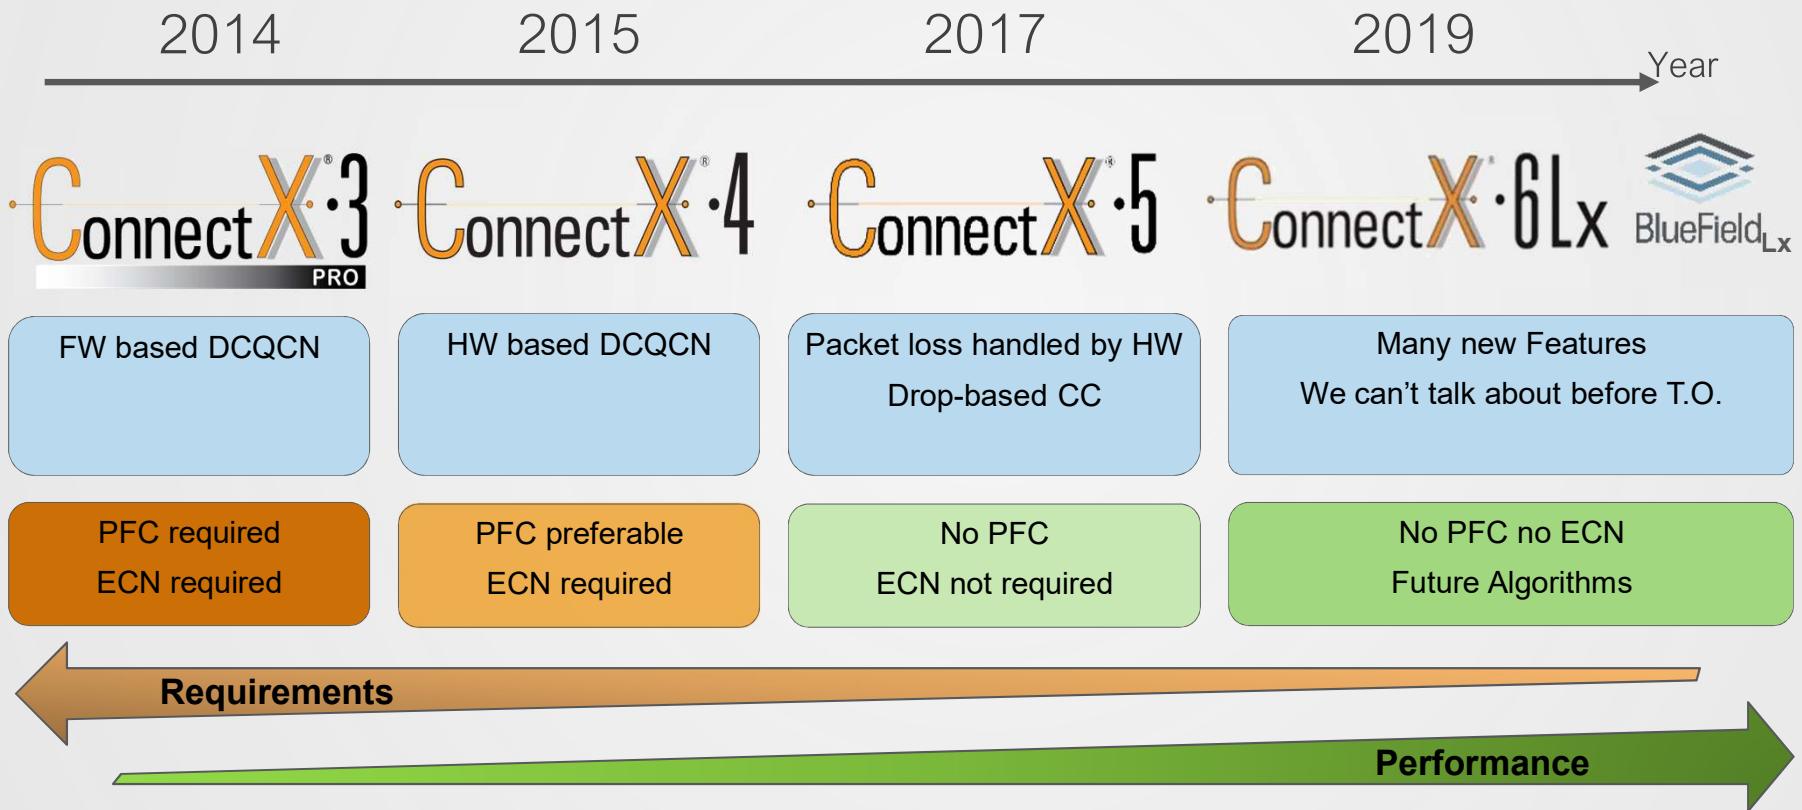 2014
2015
2017
2019
Year
ConnectX®·3
PRO
ConnectX®·4
ConnectX®·5
ConnectX®·6Lx
BlueFieldLx
FW based DCQCN
HW based DCQCN
Packet loss handled by HW
Drop-based CC
Many new Features
We can’t talk about before T.O.
PFC required
ECN required
PFC preferable
ECN required
No PFC
ECN not required
No PFC no ECN
Future Algorithms
Requirements
Performance